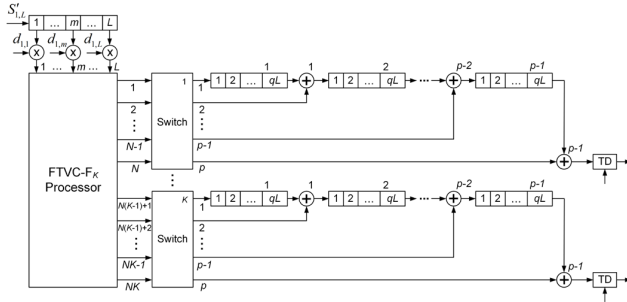 S′1,L 1 ... m ... L
d1,1 x d1,m x d1,L x
1 ... m ... L
FTVC-FK Processor
1 2 ⋮ N-1 N
Switch 1
1 2 ⋮ p-1 p
1 2 ... qL 1
+ 1
1 2 ... qL 2
...
+ p-2
1 2 ... qL p-1
+ p-1
TD
⋮
N(K-1)+1 N(K-1)+2 ⋮ NK-1 NK
Switch K
1 2 ⋮ p-1 p
1 2 ... qL 1
+ 1
1 2 ... qL 2
...
+ p-2
1 2 ... qL p-1
+ p-1
TD